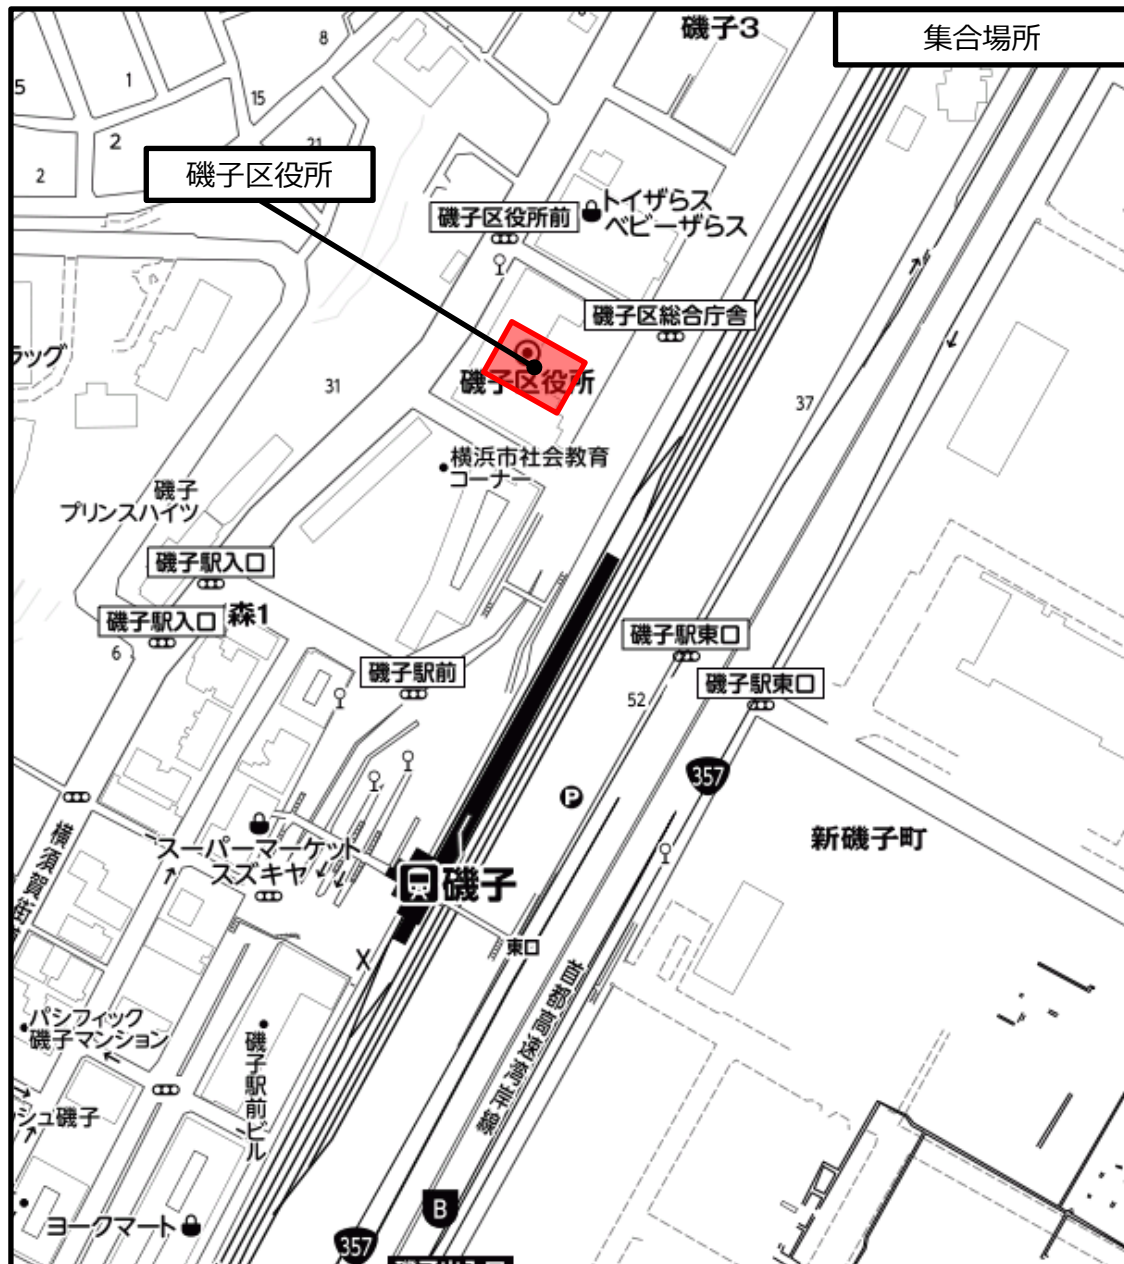 集合場所
磯子3
8
5
1
15
2
21
2
磯子区役所
磯子区役所前
トイザらス
ベビーザらス
磯子区総合庁舎
ラッグ
磯子区役所
31
37
横浜市社会教育
コーナー
磯子
プリンスハイツ
磯子駅入口
磯子駅入口
森1
6
磯子駅前
磯子駅東口
磯子駅東口
52
357
P
新磯子町
横須賀街
スーパーマーケット
スズキヤ
磯子
東口
首都高速湾岸線
パシフィック
磯子マンション
磯子駅前ビル
シュ磯子
B
ヨークマート
357